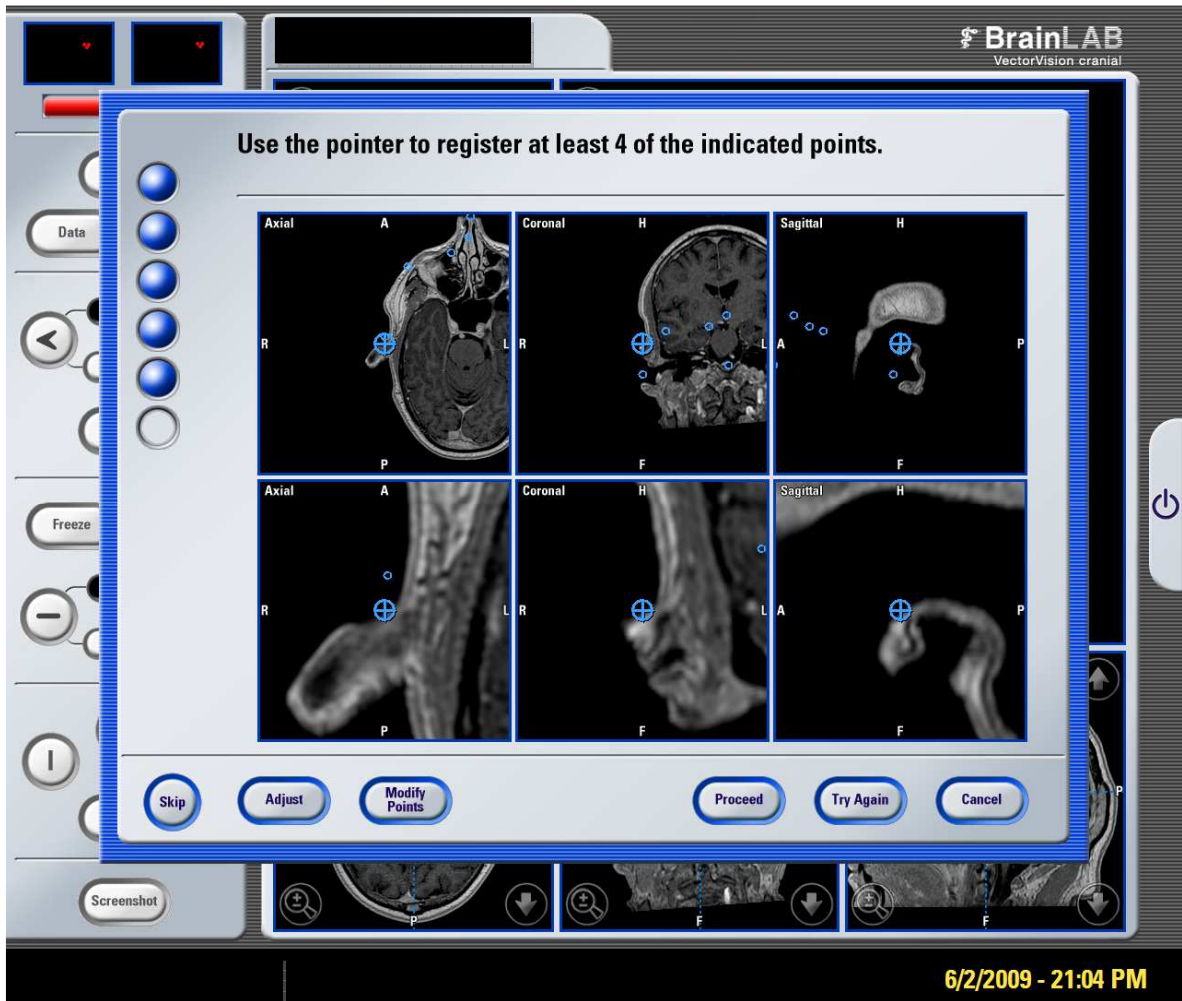 BrainLAB
VectorVision cranial
Use the pointer to register at least 4 of the indicated points.
Data
Freeze
Screenshot
Axial A
R L
P
Coronal H
R L
F
Sagittal H
A P
F
Axial A
R L
P
Coronal H
R L
F
Sagittal H
A P
F
Skip
Adjust
Modify
Points
Proceed
Try Again
Cancel
P
P
F
F
6/2/2009 - 21:04 PM